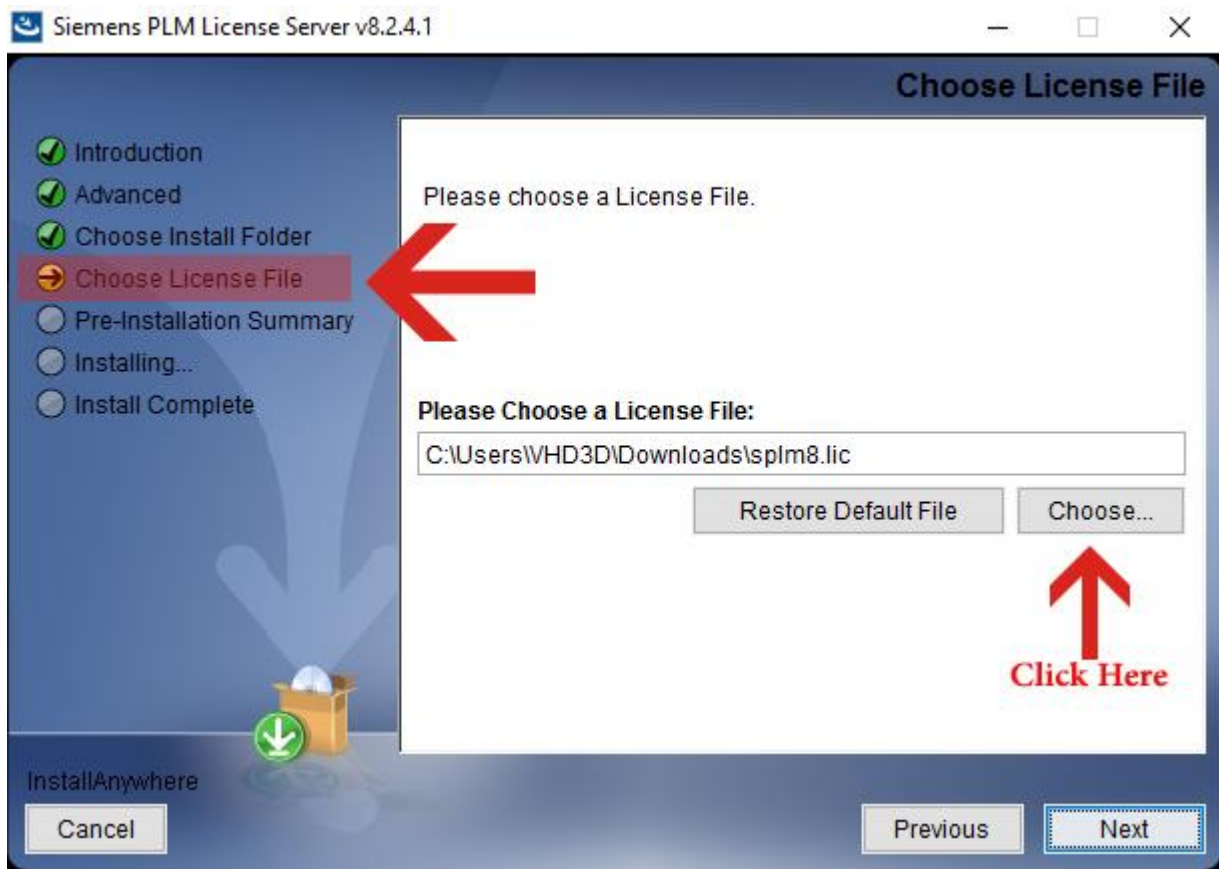 Siemens PLM License Server v8.2.4.1
Choose License File
Introduction
Advanced
Choose Install Folder
Choose License File
Pre-Installation Summary
Installing...
Install Complete
Please choose a License File.
Please Choose a License File:
C:\Users\VHD3D\Downloads\splm8.lic
Restore Default File
Choose...
Click Here
InstallAnywhere
Cancel
Previous
Next